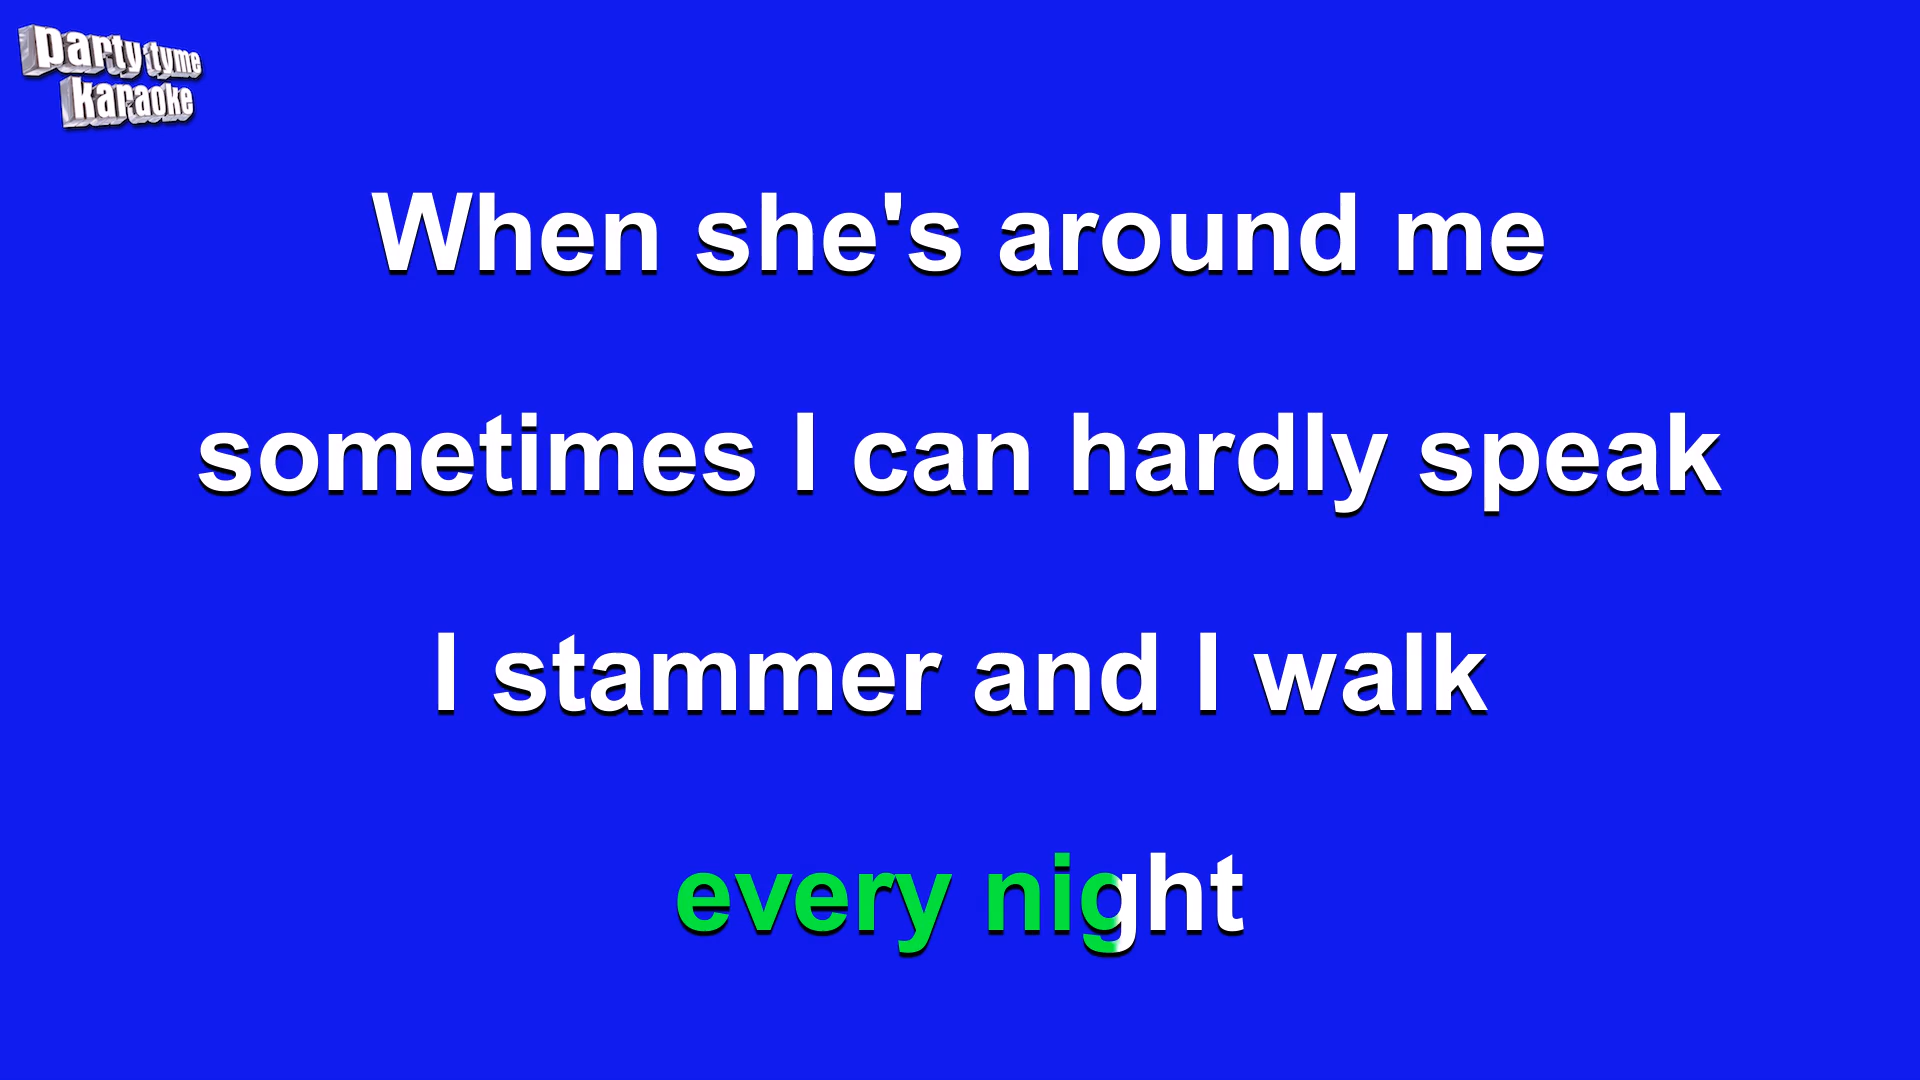 party tyme
karaoke
When she's around me
sometimes I can hardly speak
I stammer and I walk
every night